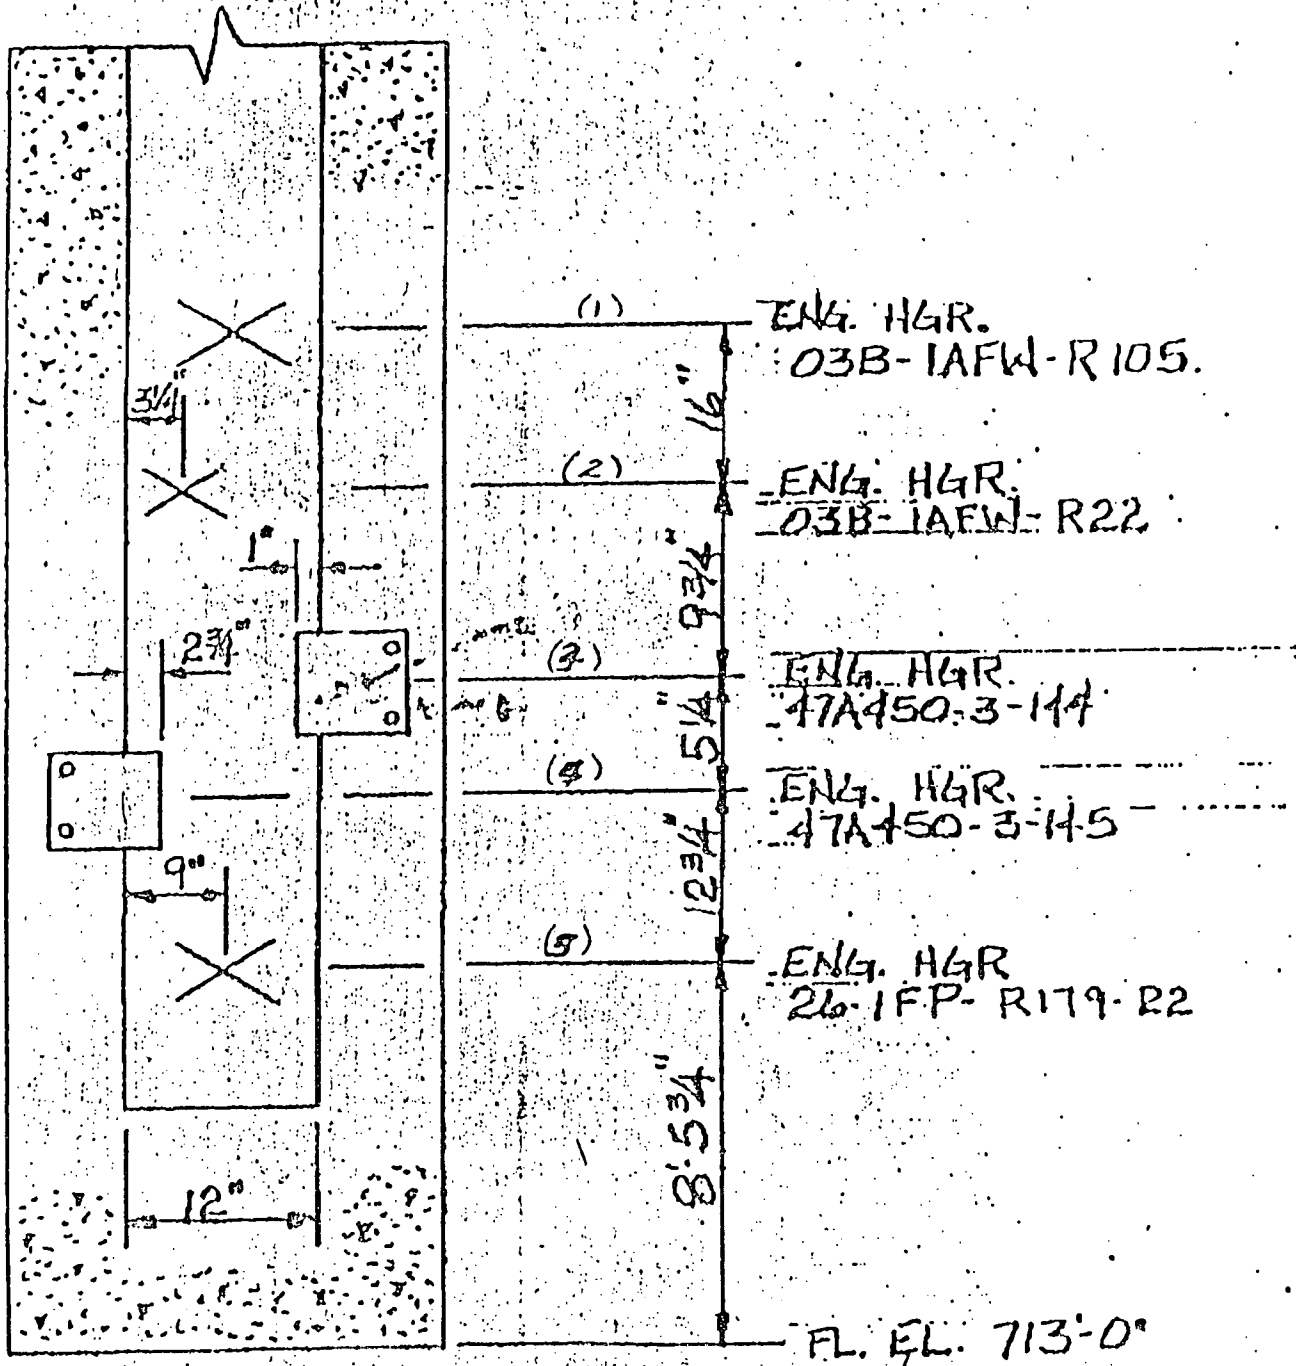 (1)
ENG. HGR.
03B-1AFW-R105.
16"
3¼"
(2)
ENG. HGR.
03B-1AFW-R22
1"
9¾"
2¾"
(3)
ENG. HGR.
47A450-3-144
5¼"
(4)
ENG. HGR.
47A450-3-145
12¾"
9"
(5)
ENG. HGR
26-1FP-R179-R2
8'-5¾"
12"
FL. EL. 713'-0"